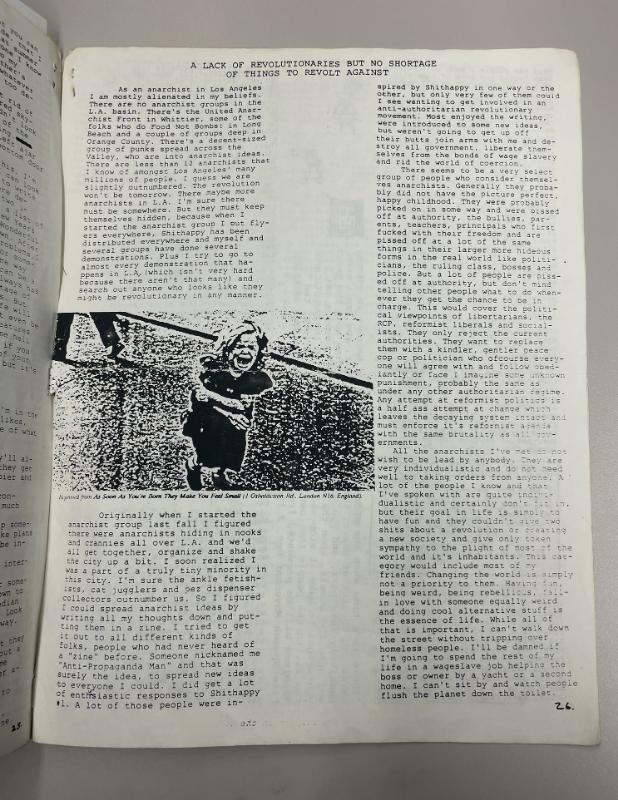 A LACK OF REVOLUTIONARIES BUT NO SHORTAGE
OF THINGS TO REVOLT AGAINST
As an anarchist in Los Angeles
I am mostly alienated in my beliefs.
There are no anarchist groups in the
L.A. basin. There's the United Anar-
chist Front in Whittier, some of the
folks who do Food Not Bombs! in Long
Beach and a couple of groups deep in
Orange County. There's a decent-sized
group of punks spread across the
Valley, who are into anarchist ideas.
There are less than 12 anarchists that
I know of amongst Los Angeles' many
millions of people. I guess we are
slightly outnumbered. The revolution
won't be tomorrow. There maybe more
anarchists in L.A. I'm sure there
must be somewhere. But they must keep
themselves hidden, because when I
started the anarchist group I out fly-
ers everywhere, Shithappy has been
distributed everywhere and myself and
several groups have done several
demonstrations. Plus I try to go to
almost every demonstration that ha-
ppens in L.A. (which isn't very hard
because there aren't that many) and
search out anyone who looks like they
might be revolutionary in any manner.
As Soon As You're Born They Make You Feel Small
London N16. England).
Originally when I started the
anarchist group last fall I figured
there were anarchists hiding in nooks
and crannies all over L.A. and we'd
all get together, organize and shake
the city up a bit. I soon realized I
was a part of a truly tiny minority in
this city. I'm sure the ankle fetish-
ists, cat jugglers and pez dispenser
collectors outnumber us. So I figured
I could spread anarchist ideas by
writing all my thoughts down and put-
ting them in a zine. I tried to get
it out to all different kinds of
folks, people who had never heard of
a "zine" before. Someone nicknamed me
"Anti-Propaganda Man" and that was
surely the idea, to spread new ideas
to everyone I could. I did get a lot
of enthsiastic responses to Shithappy
#1. A lot of those people were in-
spired by Shithappy in one way or the
other, but only very few of them could
I see wanting to get involved in an
anti-authoritarian revolutionary
movement. Most enjoyed the writing,
were introduced to some new ideas,
but weren't going to get up off
their butts join arms with me and de-
stroy all government, liberate them-
selves from the bonds of wage slavery
and rid the world of coercion.
There seems to be a very select
group of people who consider themsel-
ves anarchists. Generally they proba-
bly did not have the picture perfect,
happy childhood. They were probably
picked on in some way and were pissed
off at authority, the bullies, par-
ents, teachers, principals who first
fucked with their freedom and are
pissed off at a lot of the same
things in their larger more hideous
forms in the real world like politi-
cians, the ruling class, bosses and
police. But a lot of people are piss-
ed off at authority, but don't mind
telling other people what to do when-
ever they get the chance to be in
charge. This would cover the politi-
cal viewpoints of libertarians, the
RCP, reformist liberals and social-
ists. They only reject the current
authorities. They want to replace
them with a kindler, gentler peace
cop or politician who ofcourse every-
one will agree with and follow obed-
iantly or face I imagine some unknown
punishment, probably the same as
under any other authoritarian regime.
Any attempt at reformist politics is
a half ass attempt at change which
leaves the decaying system intact and
must enforce it's reformist agenda
with the same brutality as all gov-
ernments.
All the anarchists I've met do not
wish to lead by anybody. They are
very individualistic and do not need
well to taking orders from anyone. A
lot of the people I know and that
I've spoken with are quite indivi-
dualistic and certainly don't fit in,
but their goal in life is simply to
have fun and they couldn't give two
shits about a revolution or creating
a new society and give only token
sympathy to the plight of most of the
world and it's inhabitants. This cat-
egory would include most of my
friends. Changing the world is simply
not a priority to them. Having fun,
being weird, being rebellious, fall-
in love with someone equally weird
and doing cool alternative stuff is
the essence of life. While all of
that is important, I can't walk down
the street without tripping over
homeless people. I'll be damned if
I'm going to spend the rest of my
life in a wageslave job helping the
boss or owner by a yacht or a second
home. I can't sit by and watch people
flush the planet down the toilet.
26.
25.